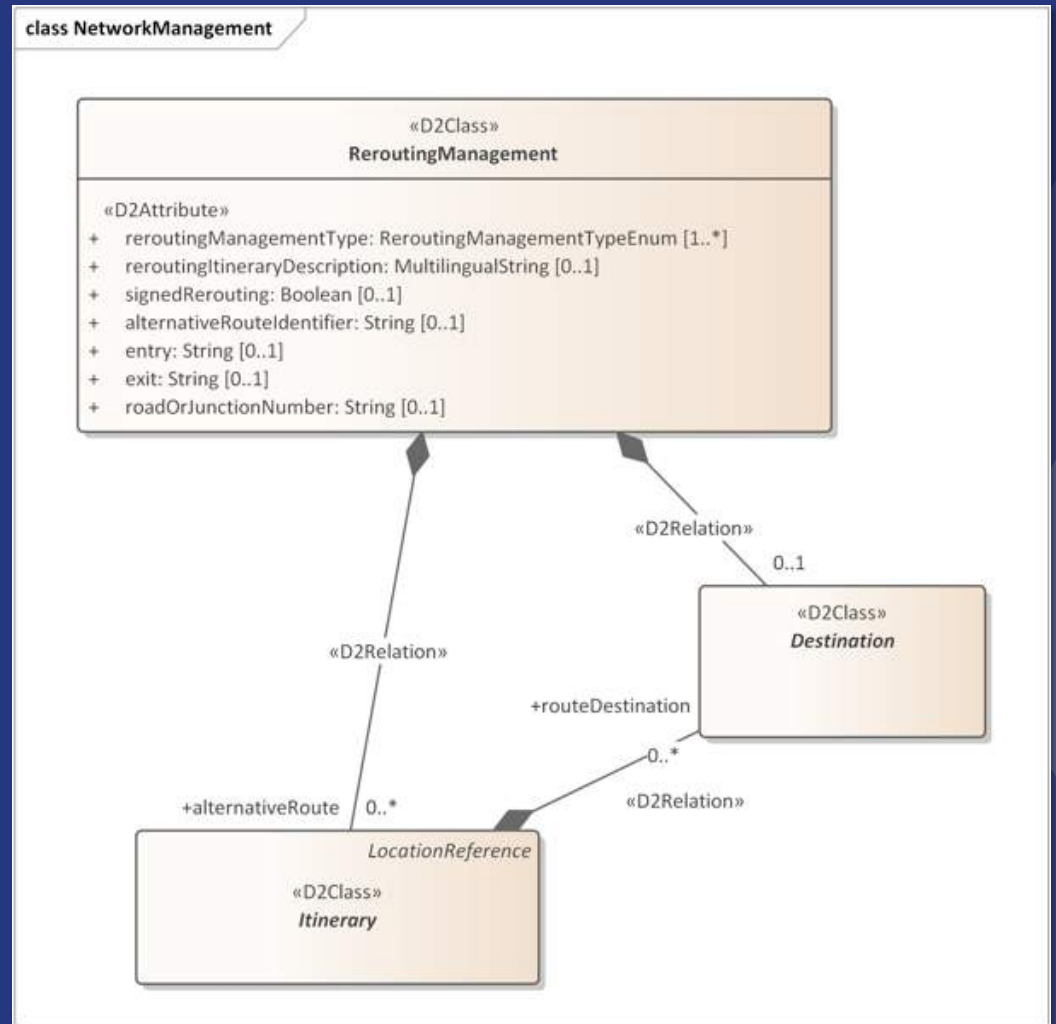 class NetworkManagement
«D2Class»
ReroutingManagement
«D2Attribute»
+ reroutingManagementType: ReroutingManagementTypeEnum [1..*]
+ reroutingItineraryDescription: MultilingualString [0..1]
+ signedRerouting: Boolean [0..1]
+ alternativeRouteIdentifier: String [0..1]
+ entry: String [0..1]
+ exit: String [0..1]
+ roadOrJunctionNumber: String [0..1]
«D2Relation»
0..1
«D2Class»
Destination
«D2Relation»
+routeDestination
0..*
«D2Relation»
+alternativeRoute 0..*
LocationReference
«D2Class»
Itinerary